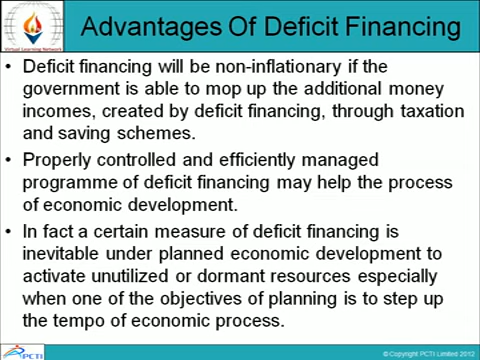 Advantages Of Deficit Financing
Virtual Learning Network
• Deficit financing will be non-inflationary if the
government is able to mop up the additional money
incomes, created by deficit financing, through taxation
and saving schemes.
• Properly controlled and efficiently managed
programme of deficit financing may help the process
of economic development.
• In fact a certain measure of deficit financing is
inevitable under planned economic development to
activate unutilized or dormant resources especially
when one of the objectives of planning is to step up
the tempo of economic process.
PCTI
© Copyright PCTI Limited 2012